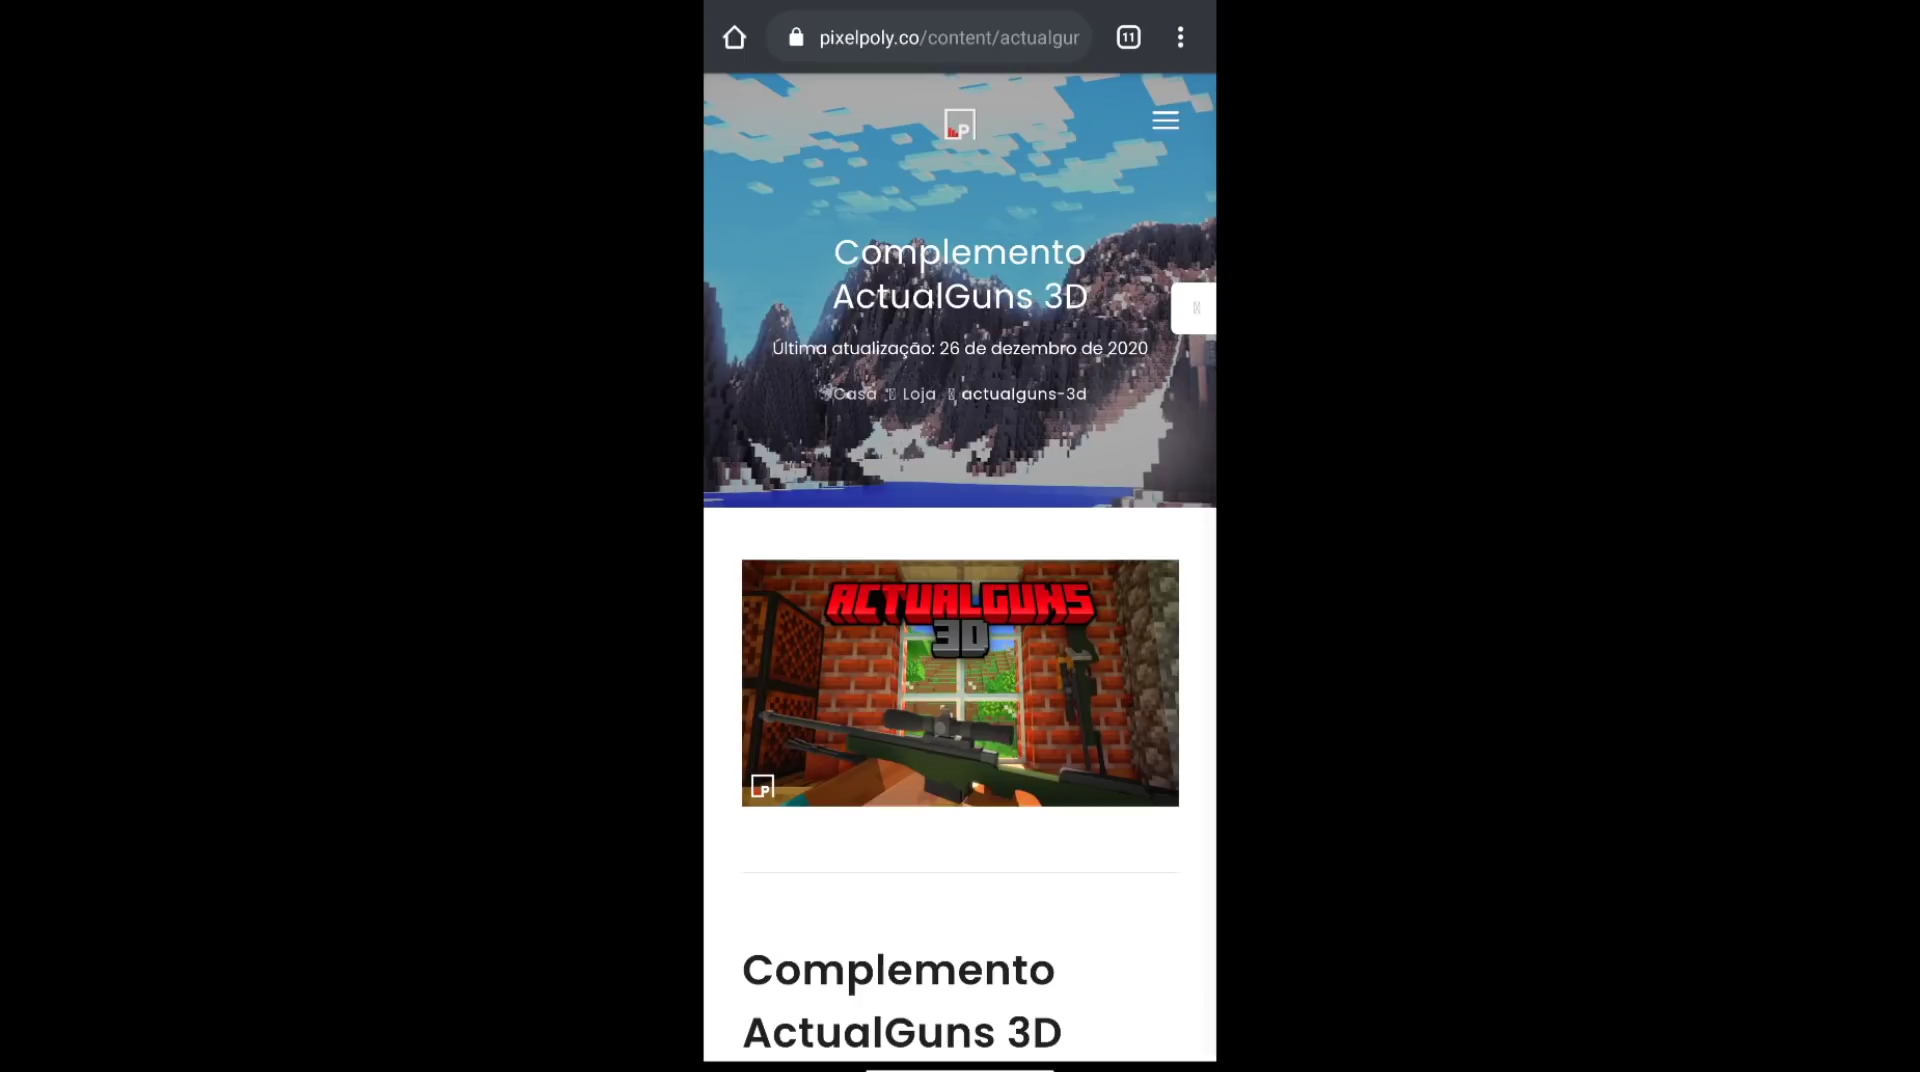 pixelpoly.co/content/actualgur
11
P
Complemento
ActualGuns 3D
Última atualização: 26 de dezembro de 2020
Casa Loja actualguns-3d
ACTUALGUNS
3D
P
Complemento
ActualGuns 3D